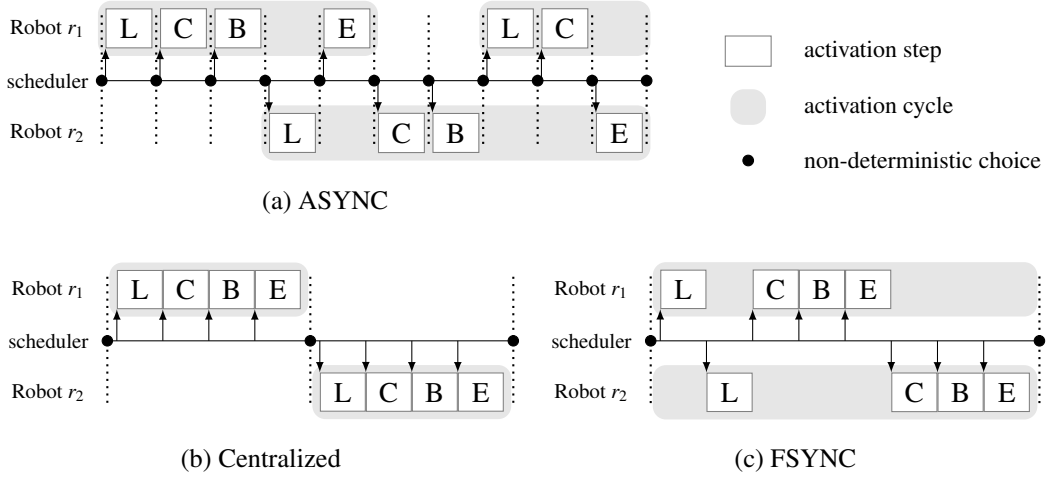 Robot r1 L C B E L C
scheduler
Robot r2 L C B E
(a) ASYNC
activation step
activation cycle
non-deterministic choice
Robot r1 L C B E
scheduler
Robot r2 L C B E
(b) Centralized
Robot r1 L C B E
scheduler
Robot r2 L C B E
(c) FSYNC